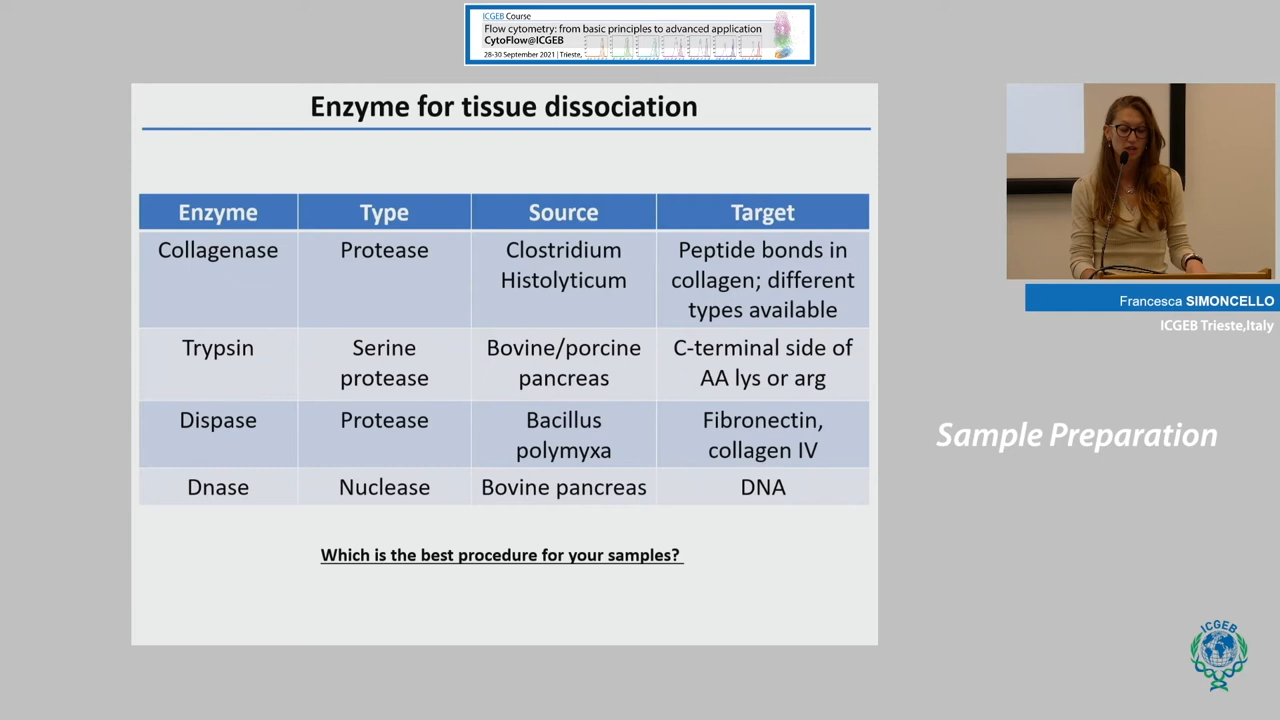 ICGEB Course
Flow cytometry: from basic principles to advanced application
CytoFlow@ICGEB
28-30 September 2021 | Trieste,
Enzyme for tissue dissociation
Enzyme Type Source Target
Collagenase Protease Clostridium Histolyticum Peptide bonds in collagen; different types available
Trypsin Serine protease Bovine/porcine pancreas C-terminal side of AA lys or arg
Dispase Protease Bacillus polymyxa Fibronectin, collagen IV
Dnase Nuclease Bovine pancreas DNA
Which is the best procedure for your samples?
Francesca SIMONCELLO
ICGEB Trieste,Italy
Sample Preparation
ICGEB